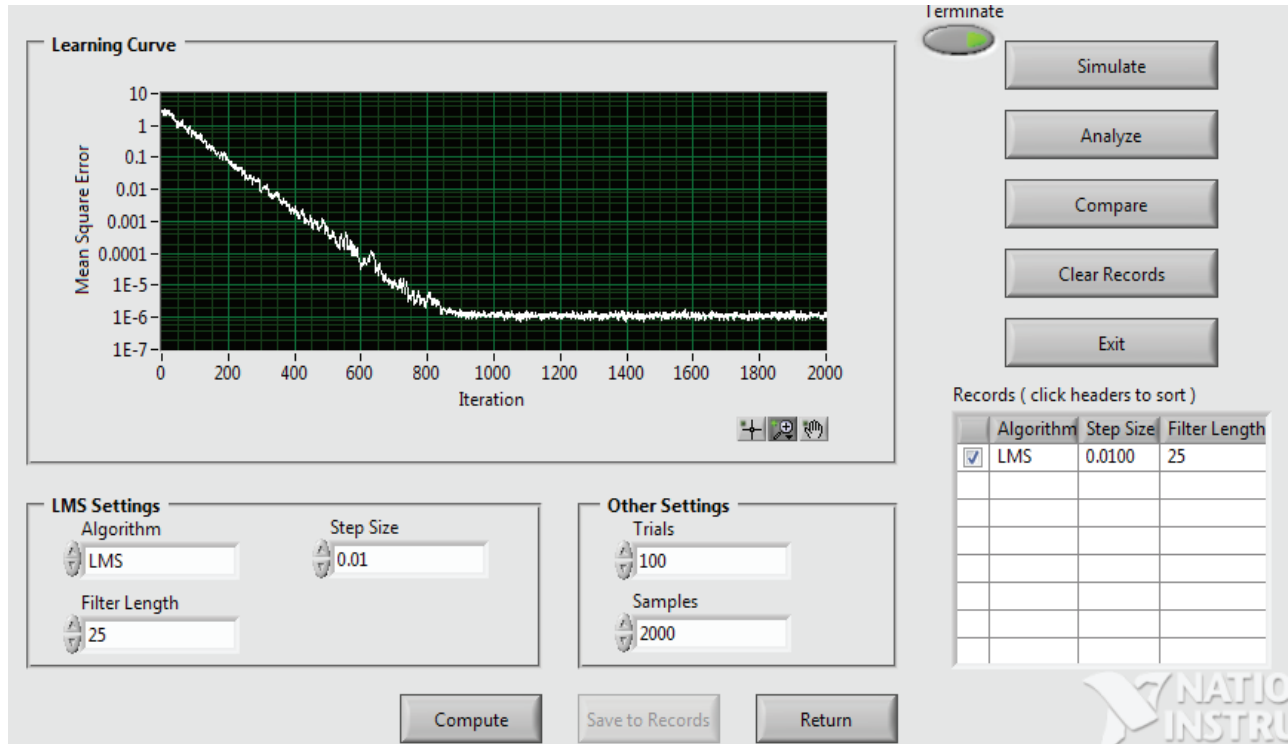 Terminate
Learning Curve
Simulate
Analyze
Compare
Clear Records
Exit
Mean Square Error
10
1
0.1
0.01
0.001
0.0001
1E-5
1E-6
1E-7
0 200 400 600 800 1000 1200 1400 1600 1800 2000
Iteration
Records ( click headers to sort )
Algorithm Step Size Filter Length
LMS 0.0100 25
LMS Settings
Algorithm
LMS
Step Size
0.01
Filter Length
25
Other Settings
Trials
100
Samples
2000
Compute
Save to Records
Return
NATIO
INSTRU